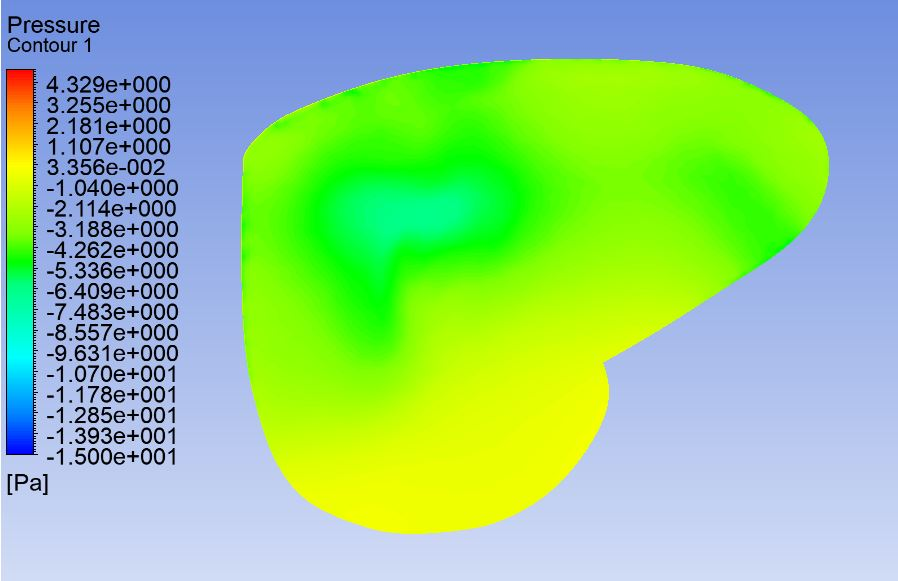 Pressure
Contour 1
4.329e+000
3.255e+000
2.181e+000
1.107e+000
3.356e-002
-1.040e+000
-2.114e+000
-3.188e+000
-4.262e+000
-5.336e+000
-6.409e+000
-7.483e+000
-8.557e+000
-9.631e+000
-1.070e+001
-1.178e+001
-1.285e+001
-1.393e+001
-1.500e+001
[Pa]